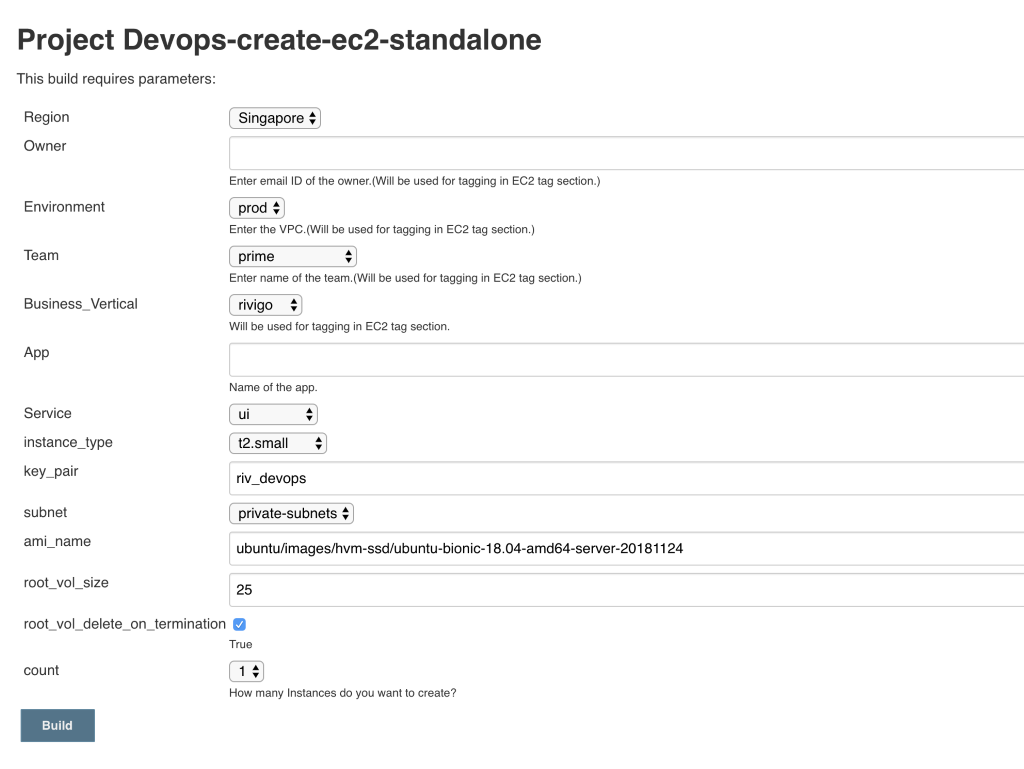 Project Devops-create-ec2-standalone
This build requires parameters:
Region Singapore
Owner
Enter email ID of the owner.(Will be used for tagging in EC2 tag section.)
Environment prod
Enter the VPC.(Will be used for tagging in EC2 tag section.)
Team prime
Enter name of the team.(Will be used for tagging in EC2 tag section.)
Business_Vertical rivigo
Will be used for tagging in EC2 tag section.
App
Name of the app.
Service ui
instance_type t2.small
key_pair riv_devops
subnet private-subnets
ami_name ubuntu/images/hvm-ssd/ubuntu-bionic-18.04-amd64-server-20181124
root_vol_size 25
root_vol_delete_on_termination
True
count 1
How many Instances do you want to create?
Build